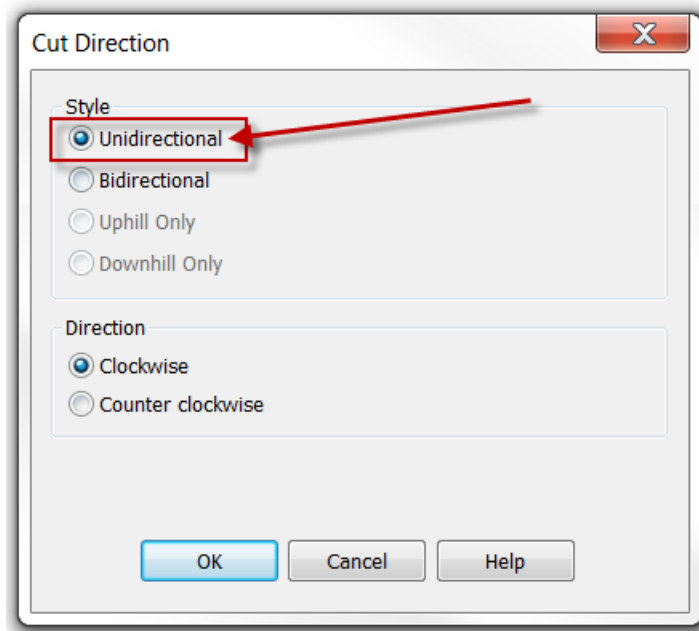 Cut Direction
Style
Unidirectional
Bidirectional
Uphill Only
Downhill Only
Direction
Clockwise
Counter clockwise
OK Cancel Help